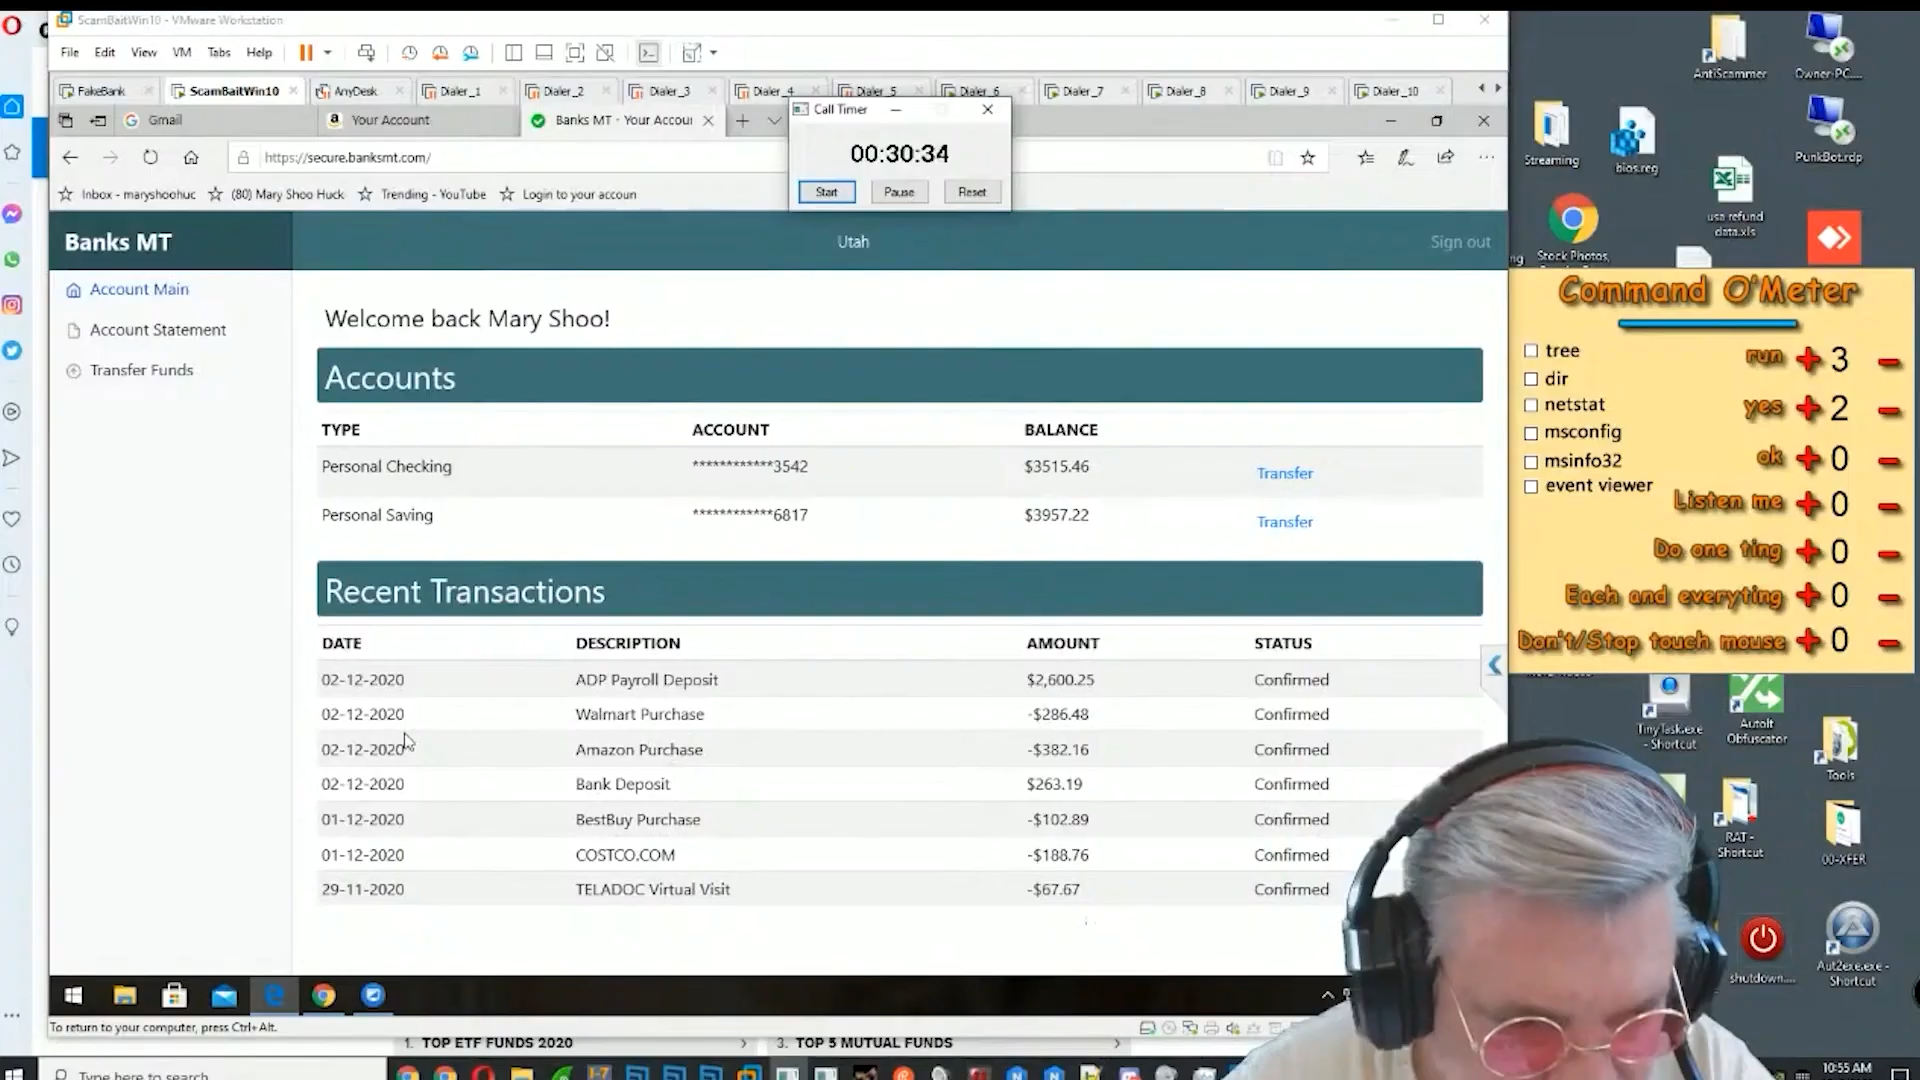 ScamBaitWin10 - VMware Workstation
File Edit View VM Tabs Help
FakeBank ScamBaitWin10 AnyDesk Dialer_1 Dialer_2 Dialer_3 Dialer_4 Dialer_5 Dialer_6 Dialer_7 Dialer_8 Dialer_9 Dialer_10
Gmail Your Account Banks MT - Your Accour
Call Timer
00:30:34
Start Pause Reset
https://secure.banksmt.com/
Inbox - maryshoohuc (80) Mary Shoo Huck Trending - YouTube Login to your accoun
Banks MT Utah Sign out
Account Main
Account Statement
Transfer Funds
Welcome back Mary Shoo!
Accounts
TYPE ACCOUNT BALANCE
Personal Checking ************3542 $3515.46 Transfer
Personal Saving ************6817 $3957.22 Transfer
Recent Transactions
DATE DESCRIPTION AMOUNT STATUS
02-12-2020 ADP Payroll Deposit $2,600.25 Confirmed
02-12-2020 Walmart Purchase -$286.48 Confirmed
02-12-2020 Amazon Purchase -$382.16 Confirmed
02-12-2020 Bank Deposit $263.19 Confirmed
01-12-2020 BestBuy Purchase -$102.89 Confirmed
01-12-2020 COSTCO.COM -$188.76 Confirmed
29-11-2020 TELADOC Virtual Visit -$67.67 Confirmed
To return to your computer, press Ctrl+Alt.
1. TOP ETF FUNDS 2020 3. TOP 5 MUTUAL FUNDS
Type here to search
10:55 AM
AntiScammer
Owner-PC....
Streaming
bios.reg
PunkBot.rdp
usa refund
data.xls
Stock Photos,
Command O'Meter
tree
dir
netstat
msconfig
msinfo32
event viewer
run + 3 -
yes + 2 -
ok + 0 -
Listen me + 0 -
Do one ting + 0 -
Each and everyting + 0 -
Don't/Stop touch mouse + 0 -
TinyTask.exe
- Shortcut
AutoIt
Obfuscator
Tools
RAT -
Shortcut
00-XFER
shutdown....
Aut2exe.exe -
Shortcut